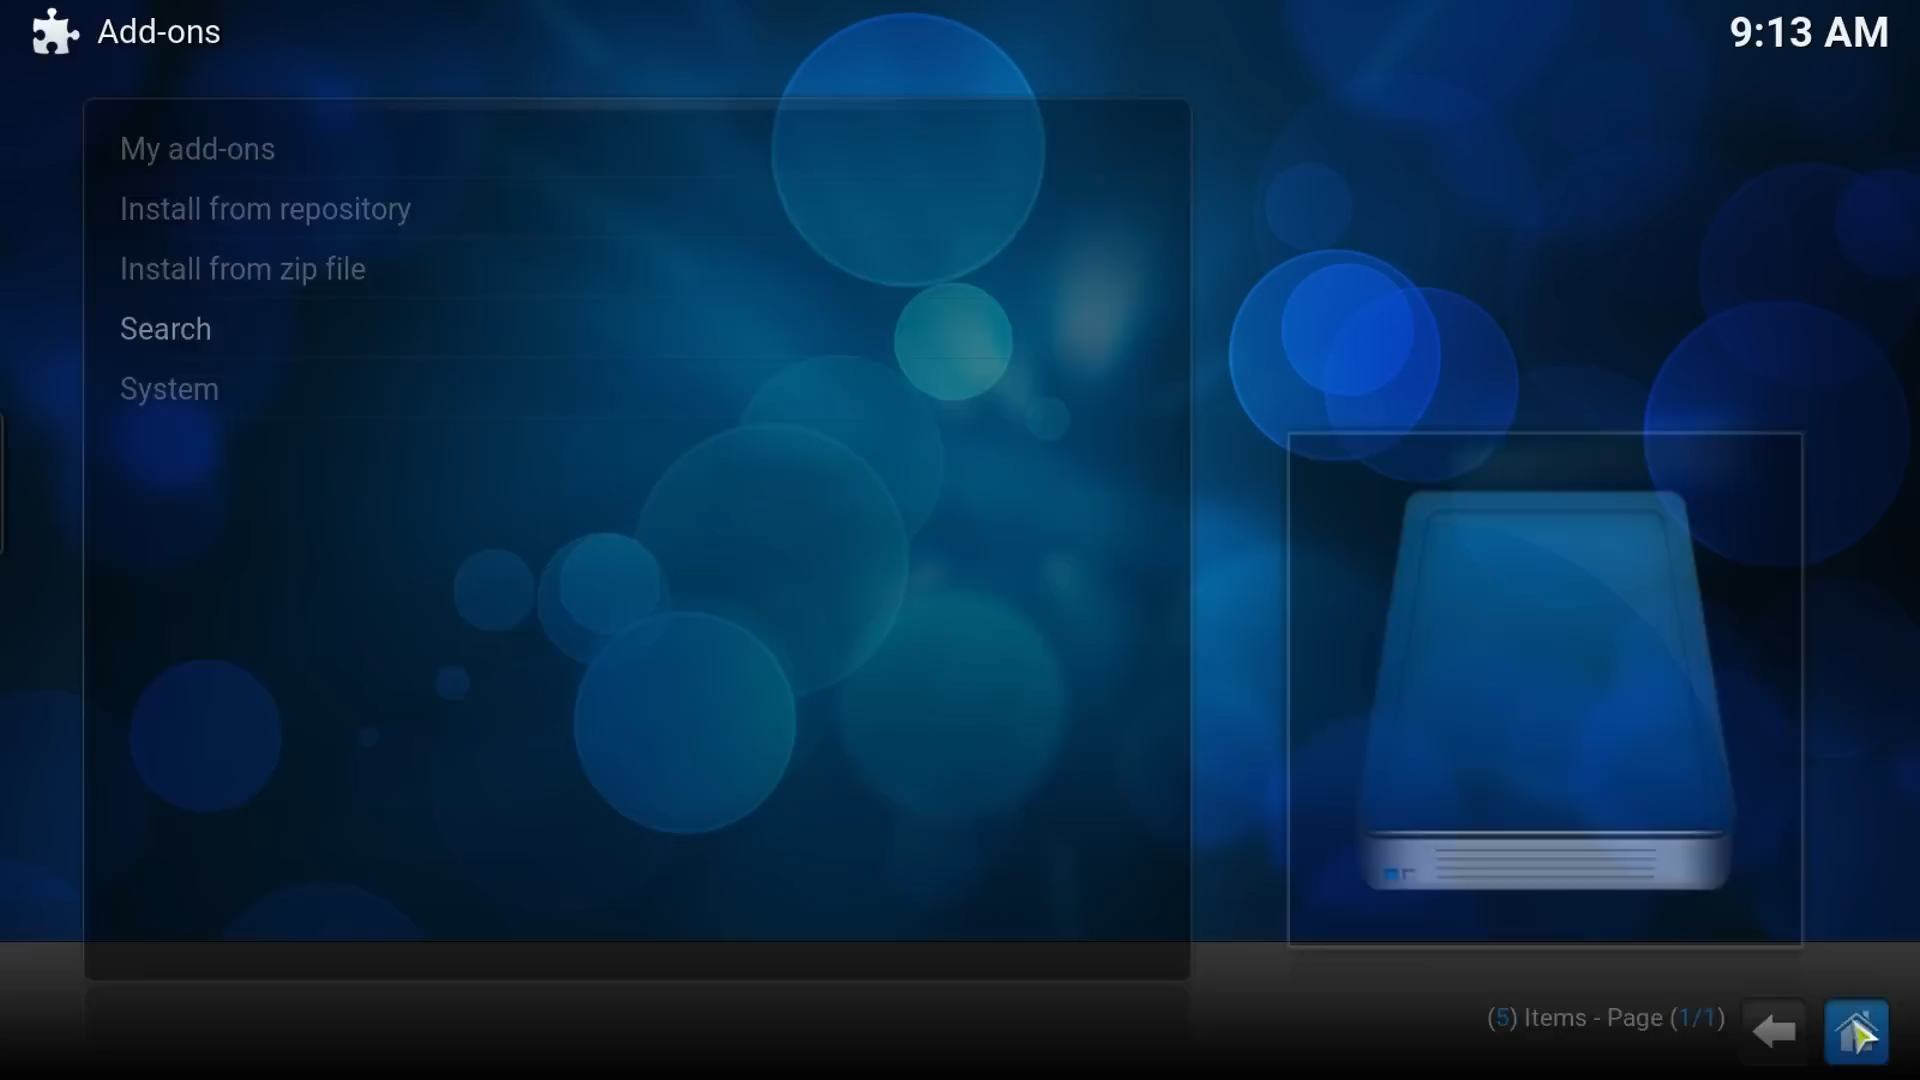 Add-ons
9:13 AM
My add-ons
Install from repository
Install from zip file
Search
System
(5) Items - Page (1/1)